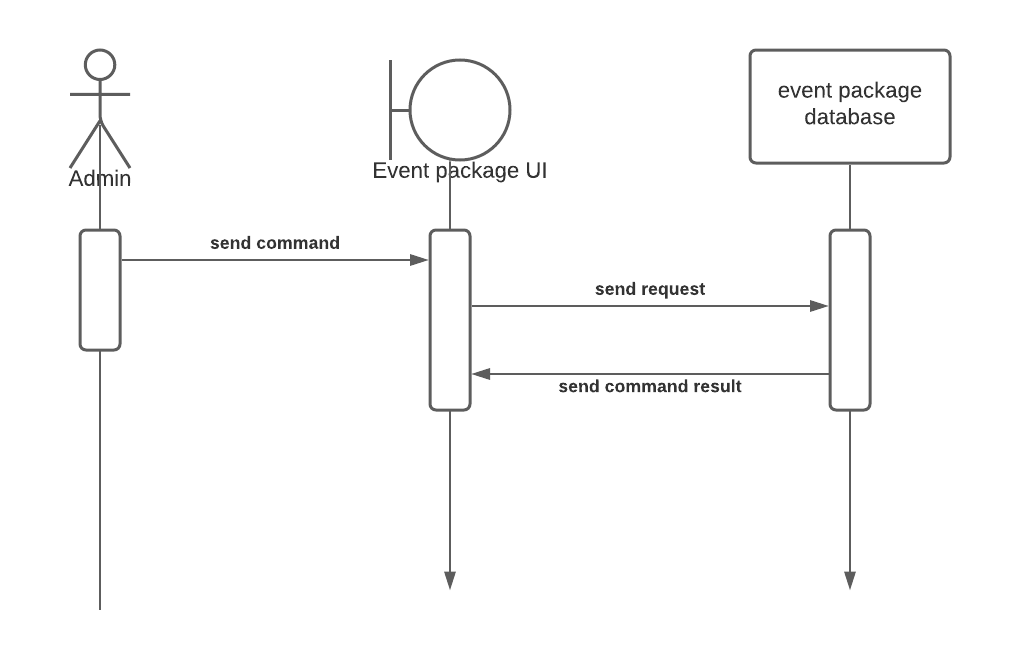 event package
database
Admin
Event package UI
send command
send request
send command result